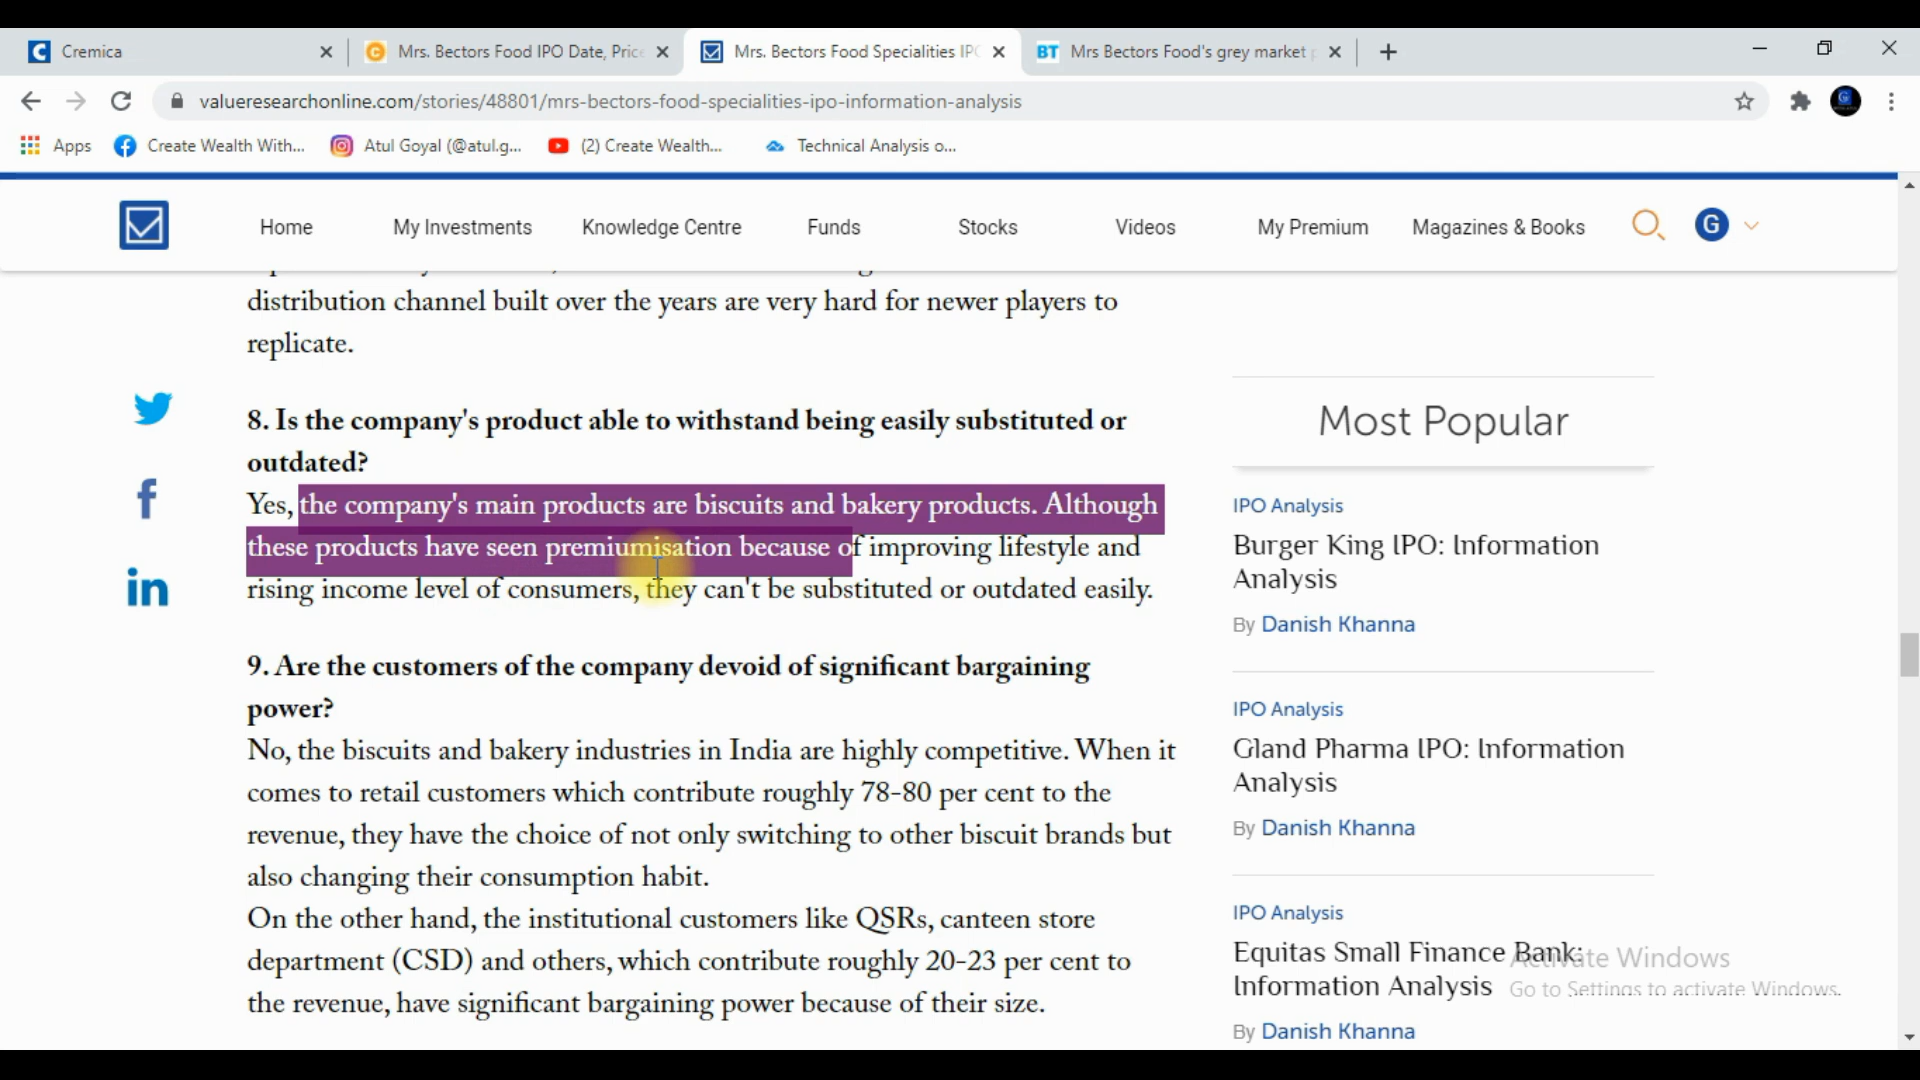 Cremica
Mrs. Bectors Food IPO Date, Price
Mrs. Bectors Food Specialities IPO
BT Mrs Bectors Food's grey market p
valueresearchonline.com/stories/48801/mrs-bectors-food-specialities-ipo-information-analysis
Apps
Create Wealth With...
Atul Goyal (@atul.g...
(2) Create Wealth...
Technical Analysis o...
Home
My Investments
Knowledge Centre
Funds
Stocks
Videos
My Premium
Magazines & Books
G
distribution channel built over the years are very hard for newer players to
replicate.
8. Is the company's product able to withstand being easily substituted or
outdated?
Yes, the company's main products are biscuits and bakery products. Although
these products have seen premiumisation because of improving lifestyle and
rising income level of consumers, they can't be substituted or outdated easily.
9. Are the customers of the company devoid of significant bargaining
power?
No, the biscuits and bakery industries in India are highly competitive. When it
comes to retail customers which contribute roughly 78-80 per cent to the
revenue, they have the choice of not only switching to other biscuit brands but
also changing their consumption habit.
On the other hand, the institutional customers like QSRs, canteen store
department (CSD) and others, which contribute roughly 20-23 per cent to
the revenue, have significant bargaining power because of their size.
Most Popular
IPO Analysis
Burger King IPO: Information
Analysis
By Danish Khanna
IPO Analysis
Gland Pharma IPO: Information
Analysis
By Danish Khanna
IPO Analysis
Equitas Small Finance Bank:
Information Analysis
By Danish Khanna
Activate Windows
Go to Settings to activate Windows.